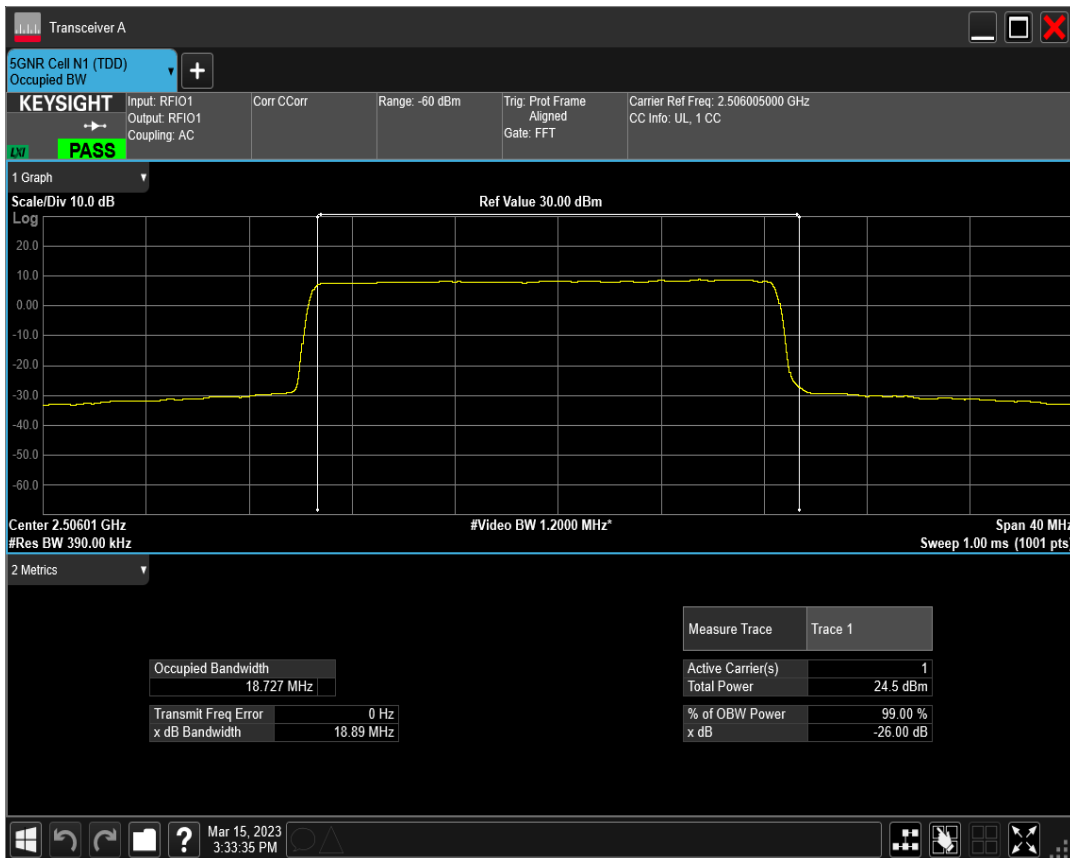 Transceiver A
5GNR Cell N1 (TDD)
Occupied BW
KEYSIGHT
LXI
PASS
Input: RFIO1
Output: RFIO1
Coupling: AC
Corr CCorr
Range: -60 dBm
Trig: Prot Frame
Aligned
Gate: FFT
Carrier Ref Freq: 2.506005000 GHz
CC Info: UL, 1 CC
1 Graph
Scale/Div 10.0 dB
Ref Value 30.00 dBm
Log
20.0
10.0
0.00
-10.0
-20.0
-30.0
-40.0
-50.0
-60.0
Center 2.50601 GHz
#Video BW 1.2000 MHz*
Span 40 MHz
#Res BW 390.00 kHz
Sweep 1.00 ms (1001 pts)
2 Metrics
Measure Trace Trace 1
Occupied Bandwidth
18.727 MHz
Active Carrier(s) 1
Total Power 24.5 dBm
Transmit Freq Error 0 Hz
x dB Bandwidth 18.89 MHz
% of OBW Power 99.00 %
x dB -26.00 dB
?
Mar 15, 2023
3:33:35 PM